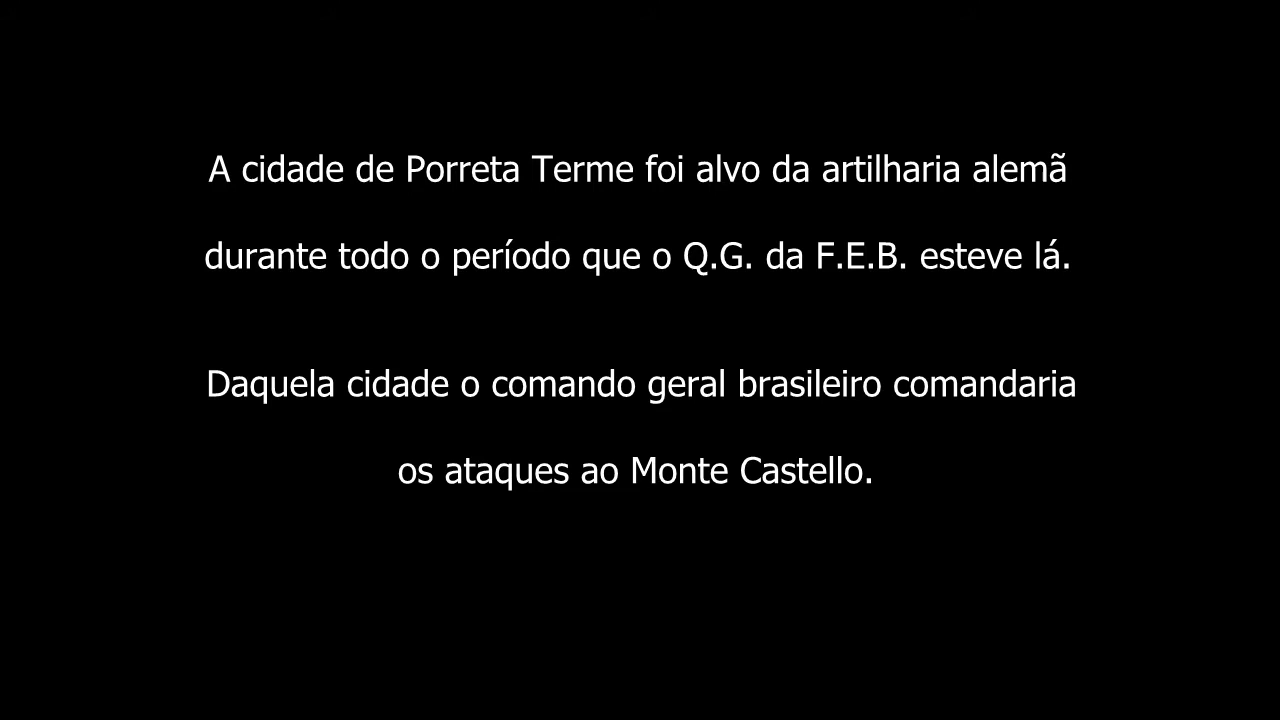 A cidade de Porreta Terme foi alvo da artilharia alemã
durante todo o período que o Q.G. da F.E.B. esteve lá.
Daquela cidade o comando geral brasileiro comandaria
os ataques ao Monte Castello.